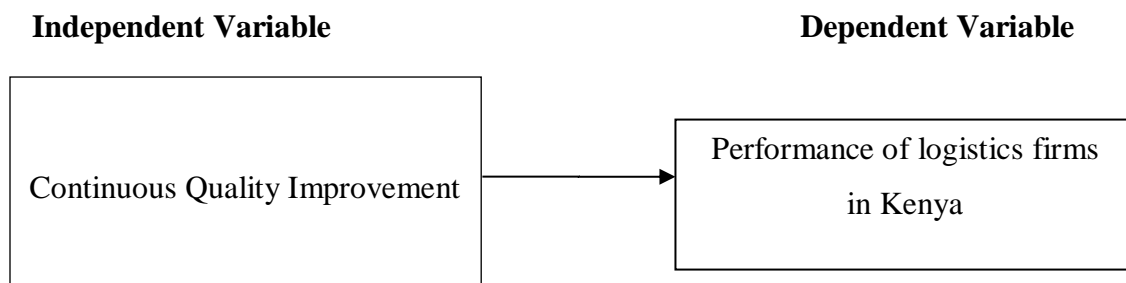 Independent Variable
Dependent Variable
Continuous Quality Improvement
Performance of logistics firms
in Kenya